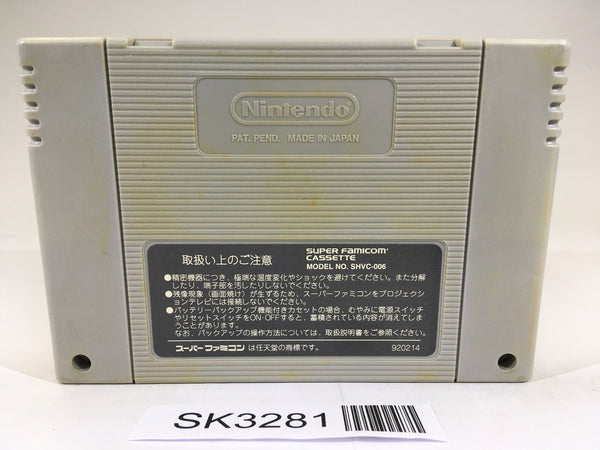 Nintendo
PAT. PEND. MADE IN JAPAN
取扱い上のご注意
SUPER FAMICOM
CASSETTE
MODEL NO. SHVC-006
●精密機器につき、極端な温度変化やショックを避けてください。また分解
したり、端子部を汚したりしないでください。
●残像現象（画面焼け）が生ずるため、スーパーファミコンをプロジェクシ
ョンテレビには接続しないでください。
●バッテリーバックアップ機能付きカセットの場合、むやみに電源スイッチ
やリセットスイッチをON・OFFすると、蓄積されている内容が消えてしま
うことがあります。
なお、バックアップの操作方法については、取扱説明書をご参照ください。
スーパーファミコン は任天堂の商標です。
920214
SK3281